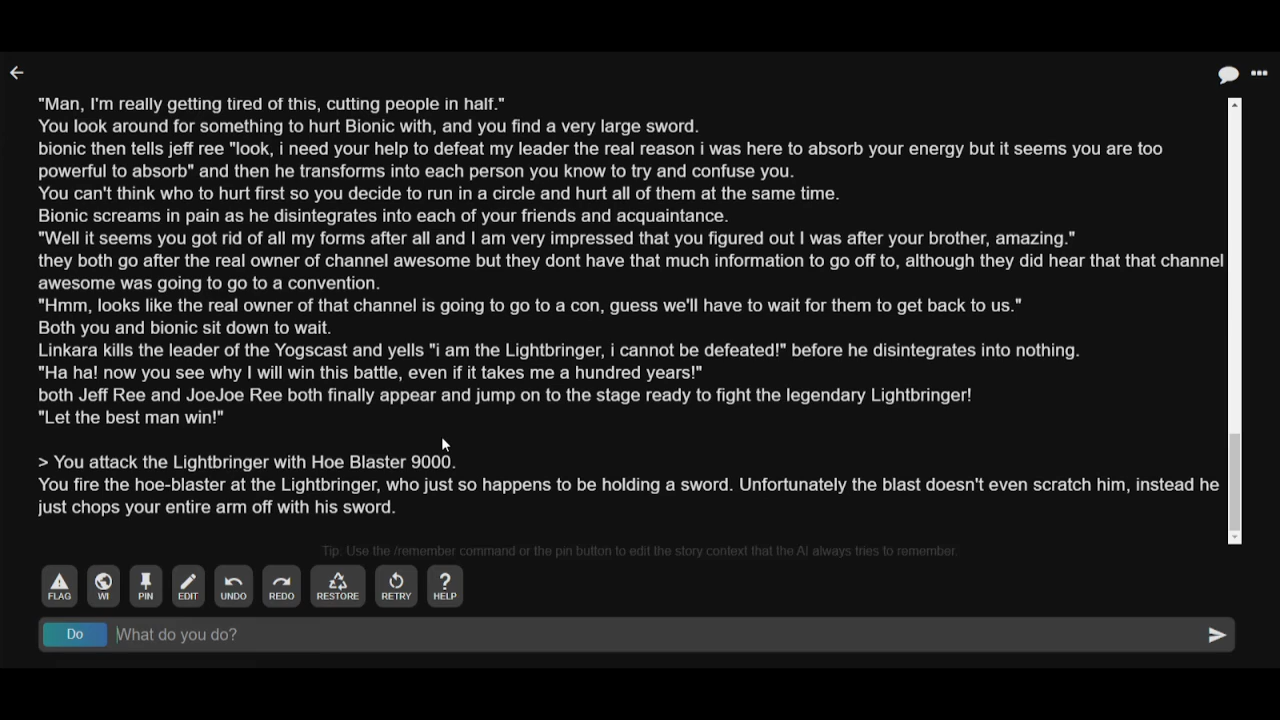 "Man, I'm really getting tired of this, cutting people in half."
You look around for something to hurt Bionic with, and you find a very large sword.
bionic then tells jeff ree "look, i need your help to defeat my leader the real reason i was here to absorb your energy but it seems you are too
powerful to absorb" and then he transforms into each person you know to try and confuse you.
You can't think who to hurt first so you decide to run in a circle and hurt all of them at the same time.
Bionic screams in pain as he disintegrates into each of your friends and acquaintance.
"Well it seems you got rid of all my forms after all and I am very impressed that you figured out I was after your brother, amazing."
they both go after the real owner of channel awesome but they dont have that much information to go off to, although they did hear that that channel
awesome was going to go to a convention.
"Hmm, looks like the real owner of that channel is going to go to a con, guess we'll have to wait for them to get back to us."
Both you and bionic sit down to wait.
Linkara kills the leader of the Yogscast and yells "i am the Lightbringer, i cannot be defeated!" before he disintegrates into nothing.
"Ha ha! now you see why I will win this battle, even if it takes me a hundred years!"
both Jeff Ree and JoeJoe Ree both finally appear and jump on to the stage ready to fight the legendary Lightbringer!
"Let the best man win!"
> You attack the Lightbringer with Hoe Blaster 9000.
You fire the hoe-blaster at the Lightbringer, who just so happens to be holding a sword. Unfortunately the blast doesn't even scratch him, instead he
just chops your entire arm off with his sword.
Tip: Use the /remember command or the pin button to edit the story context that the AI always tries to remember.
FLAG WI PIN EDIT UNDO REDO RESTORE RETRY HELP
Do What do you do?